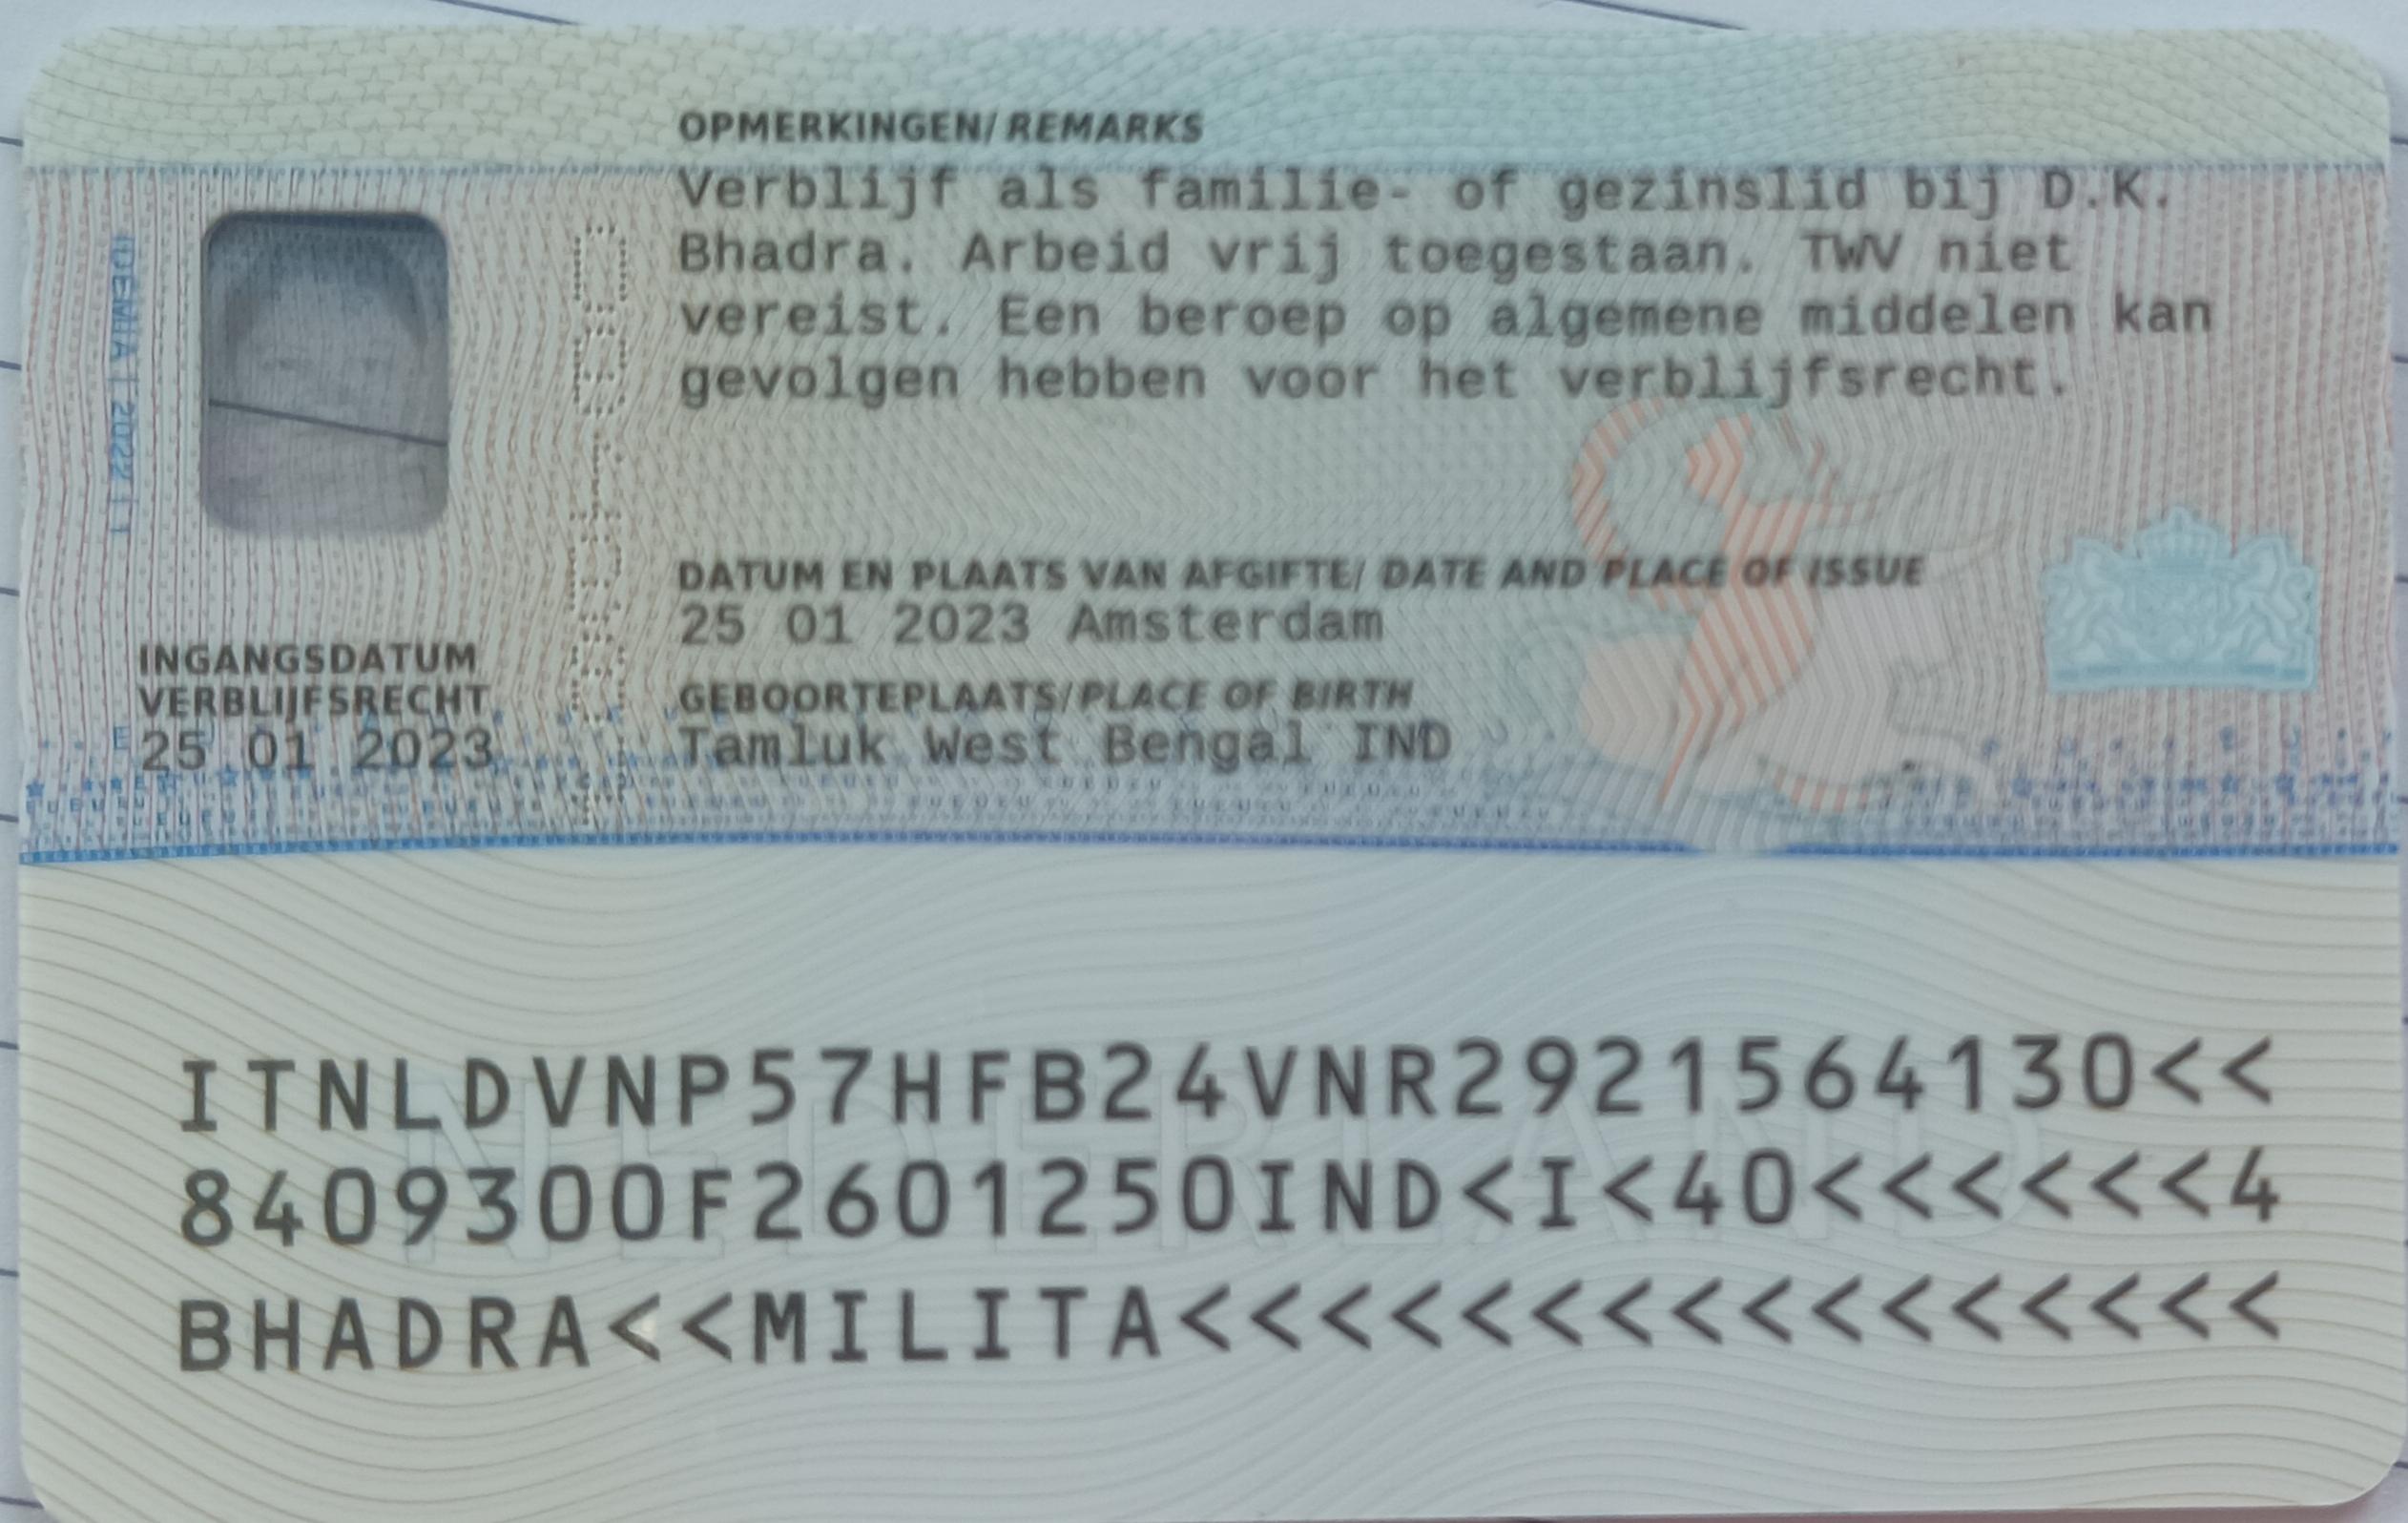 OPMERKINGEN/REMARKS
Verblijf als familie- of gezinslid bij D.K.
Bhadra. Arbeid vrij toegestaan. TWV niet
vereist. Een beroep op algemene middelen kan
gevolgen hebben voor het verblijfsrecht.
DATUM EN PLAATS VAN AFGIFTE/ DATE AND PLACE OF ISSUE
25 01 2023 Amsterdam
INGANGSDATUM
VERBLIJFSRECHT
25 01 2023
GEBOORTEPLAATS/PLACE OF BIRTH
Tamluk West Bengal IND
ITNLDVNP57HFB24VNR2921564130<<
8409300F2601250IND<I<40<<<<<<4
BHADRA<<MILITA<<<<<<<<<<<<<<<<